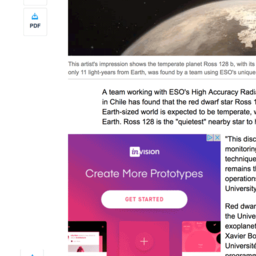 PDF
This artist's impression shows the temperate planet Ross 128 b, with its
only 11 light-years from Earth, was found by a team using ESO's unique
A team working with ESO's High Accuracy Radi
in Chile has found that the red dwarf star Ross 1
Earth-sized world is expected to be temperate, v
Earth. Ross 128 is the "quietest" nearby star to h
in VISION
Create More Prototypes
GET STARTED
"This disc
monitoring
technique
remains th
operations
University
Red dwar
the Unive
exoplanet
Xavier Bo
Université
programm